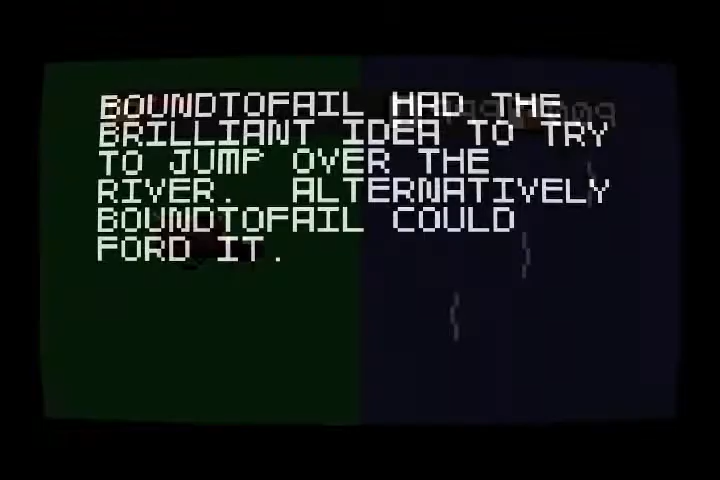 BOUNDTOFAIL HAD THE
BRILLIANT IDEA TO TRY
TO JUMP OVER THE
RIVER. ALTERNATIVELY
BOUNDTOFAIL COULD
FORD IT.